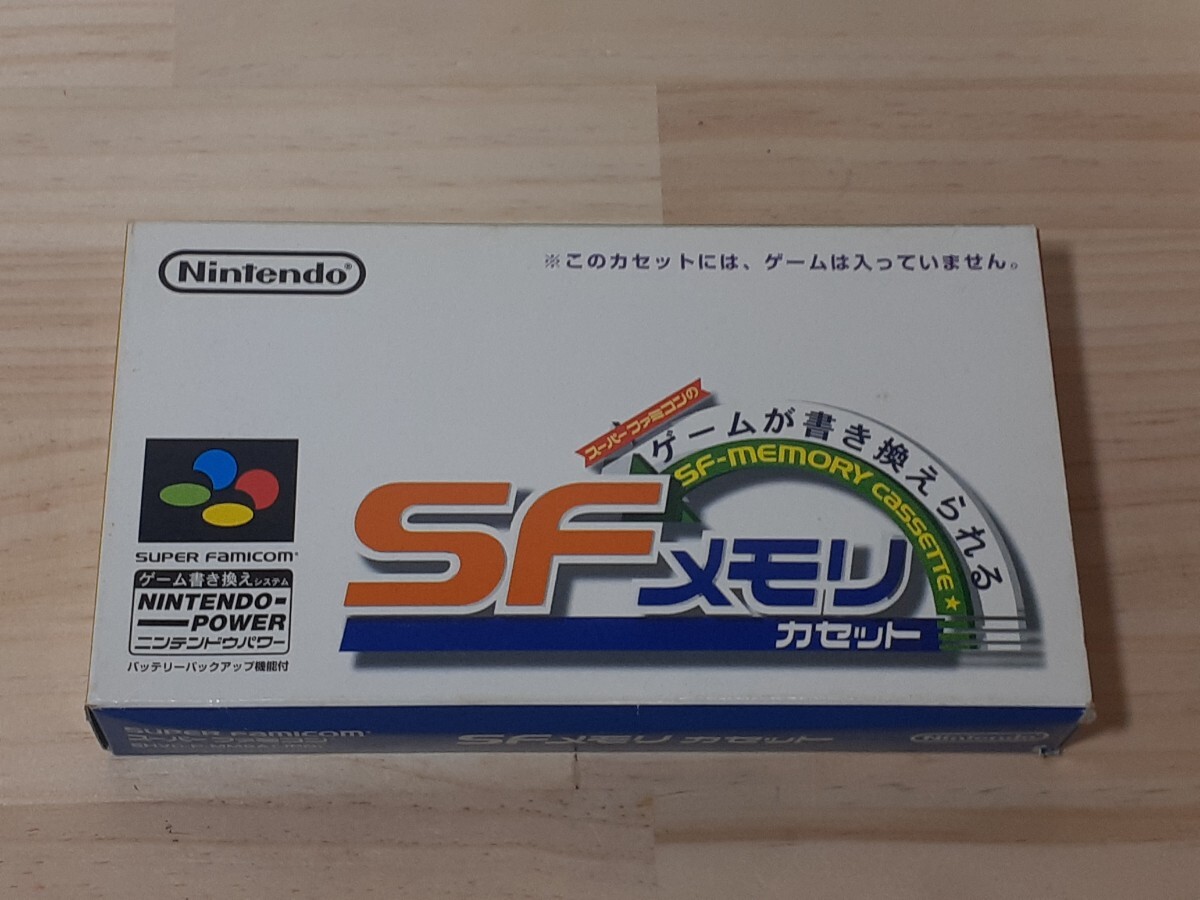 Nintendo®
※このカセットには、ゲームは入っていません。
スーパーファミコンの
ゲームが書き換えられる
SF-MEMORY CASSETTE★
SFメモリ
カセット
SUPER FAMICOM®
ゲーム書き換えシステム
NINTENDO
POWER
ニンテンドウパワー
バッテリーバックアップ機能付
SUPER FAMICOM®
SFメモリ カセット
Nintendo